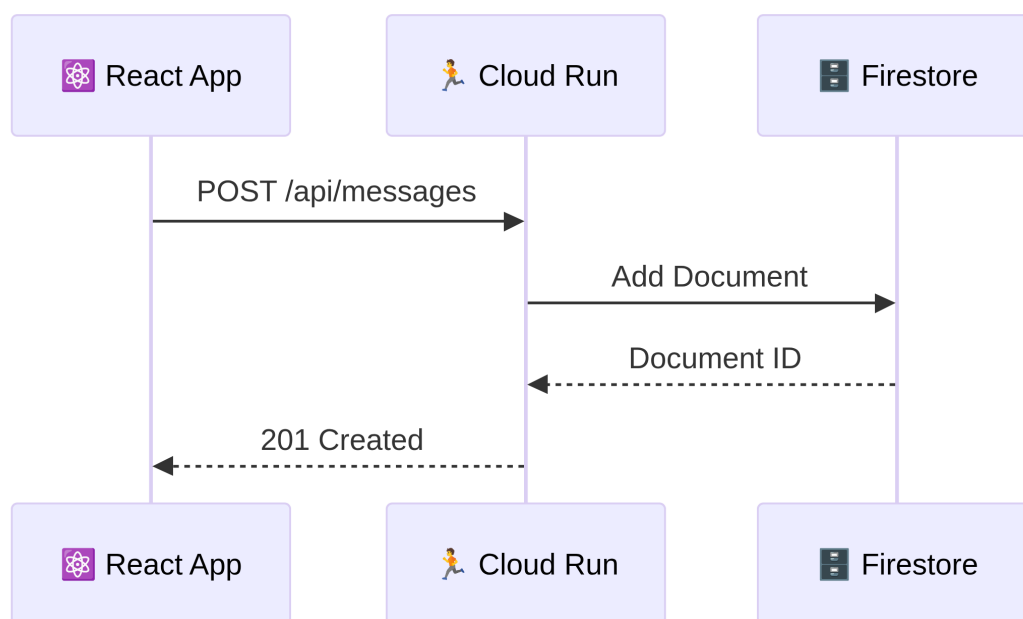 ⚛️ React App
🏃 Cloud Run
🗄️ Firestore
POST /api/messages
Add Document
Document ID
201 Created
⚛️ React App
🏃 Cloud Run
🗄️ Firestore